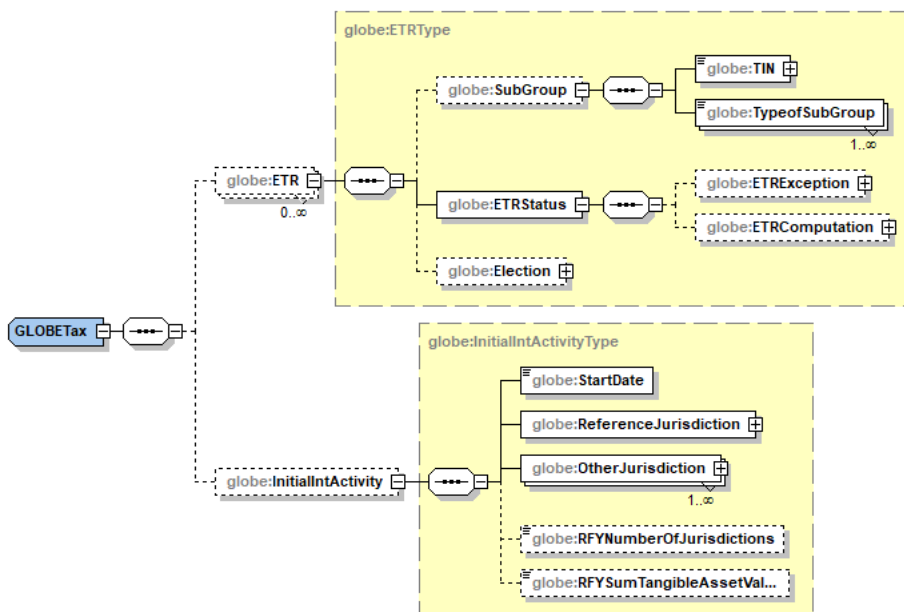 globe:ETRType
globe:SubGroup
globe:TIN
globe:TypeofSubGroup
1..∞
globe:ETR
0..∞
globe:ETRStatus
globe:ETRException
globe:ETRComputation
globe:Election
GLOBETax
globe:InitialIntActivityType
globe:StartDate
globe:ReferenceJurisdiction
globe:OtherJurisdiction
1..∞
globe:InitialIntActivity
globe:RFYNumberOfJurisdictions
globe:RFYSumTangibleAssetVal...